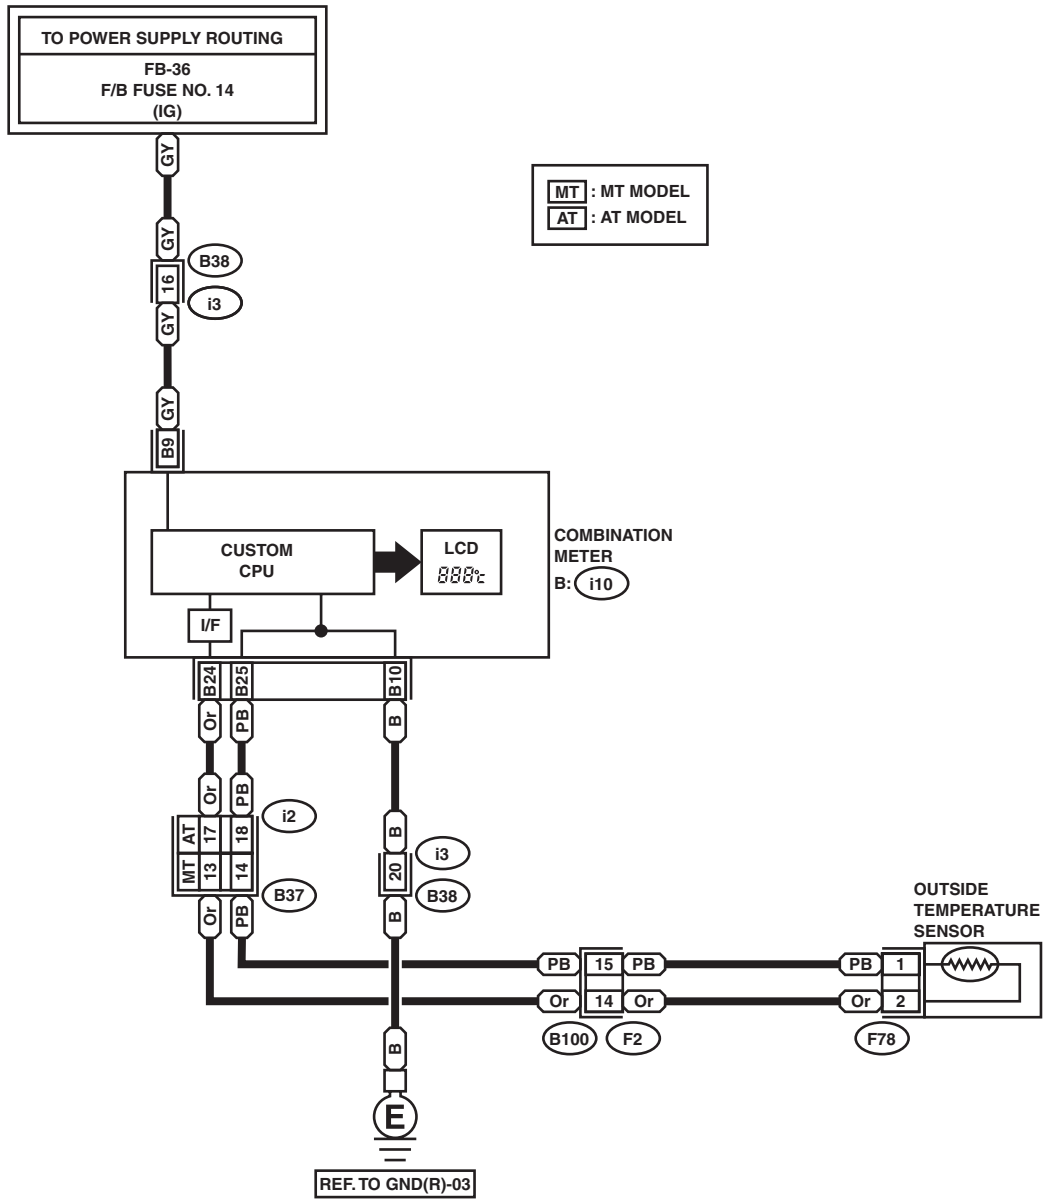 TO POWER SUPPLY ROUTING
FB-36
F/B FUSE NO. 14
(IG)
GY
GY
B38
16
i3
GY
GY
B9
MT : MT MODEL
AT : AT MODEL
CUSTOM
CPU
LCD
888°c
I/F
COMBINATION
METER
B: i10
B24 B25 B10
Or PB B
Or PB B
i2
AT 17 18
MT 13 14
B37
i3
20
B38
Or PB B
OUTSIDE
TEMPERATURE
SENSOR
PB 15 PB PB 1
Or 14 Or Or 2
B100 F2 F78
B
E
REF. TO GND(R)-03